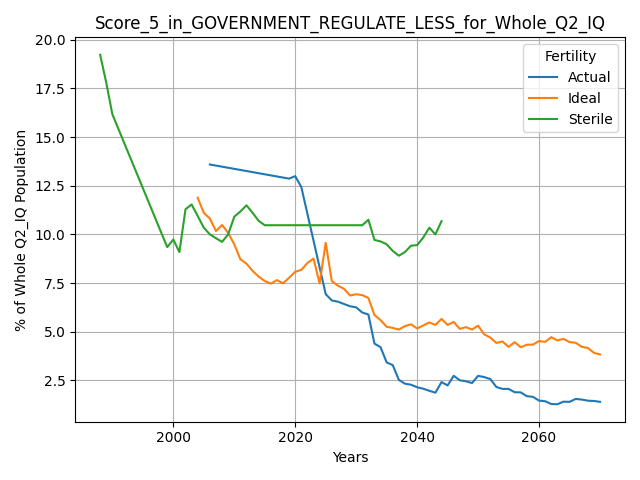 Score_5_in_GOVERNMENT_REGULATE_LESS_for_Whole_Q2_IQ
% of Whole Q2_IQ Population
20.0
17.5
15.0
12.5
10.0
7.5
5.0
2.5
Fertility
Actual
Ideal
Sterile
2000
2020
2040
2060
Years